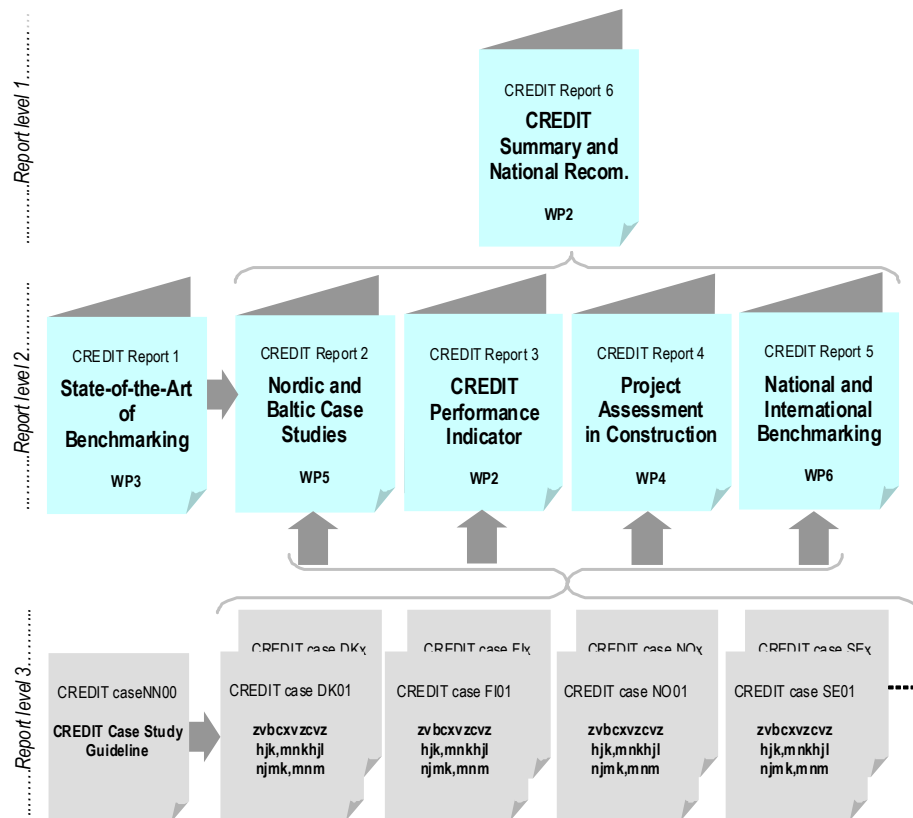 Report level 1
CREDIT Report 6
CREDIT
Summary and
National Recom.
WP2
Report level 2
CREDIT Report 1
State-of-the-Art
of
Benchmarking
WP3
CREDIT Report 2
Nordic and
Baltic Case
Studies
WP5
CREDIT Report 3
CREDIT
Performance
Indicator
WP2
CREDIT Report 4
Project
Assessment
in Construction
WP4
CREDIT Report 5
National and
International
Benchmarking
WP6
Report level 3
CREDIT caseNN00
CREDIT Case Study
Guideline
CREDIT case DKx
CREDIT case DK01
zvbcxvzcvz
hjk,mnkhjl
njmk,mnm
CREDIT case FIx
CREDIT case FI01
zvbcxvzcvz
hjk,mnkhjl
njmk,mnm
CREDIT case NOx
CREDIT case NO01
zvbcxvzcvz
hjk,mnkhjl
njmk,mnm
CREDIT case SEx
CREDIT case SE01
zvbcxvzcvz
hjk,mnkhjl
njmk,mnm